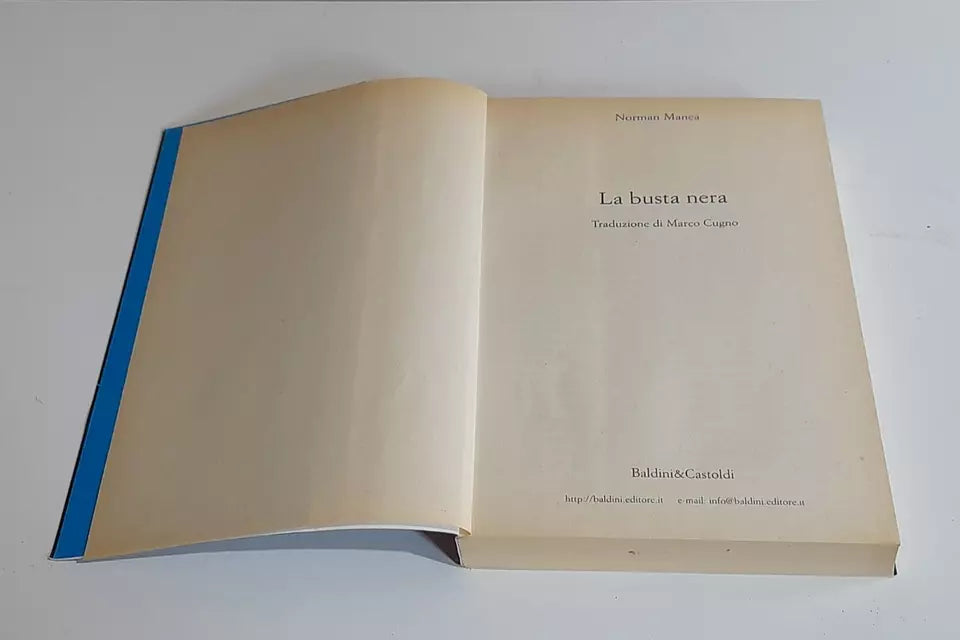 Norman Manea
La busta nera
Traduzione di Marco Cugno
Baldini&Castoldi
http://baldini.editore.it e-mail: info@baldini.editore.it